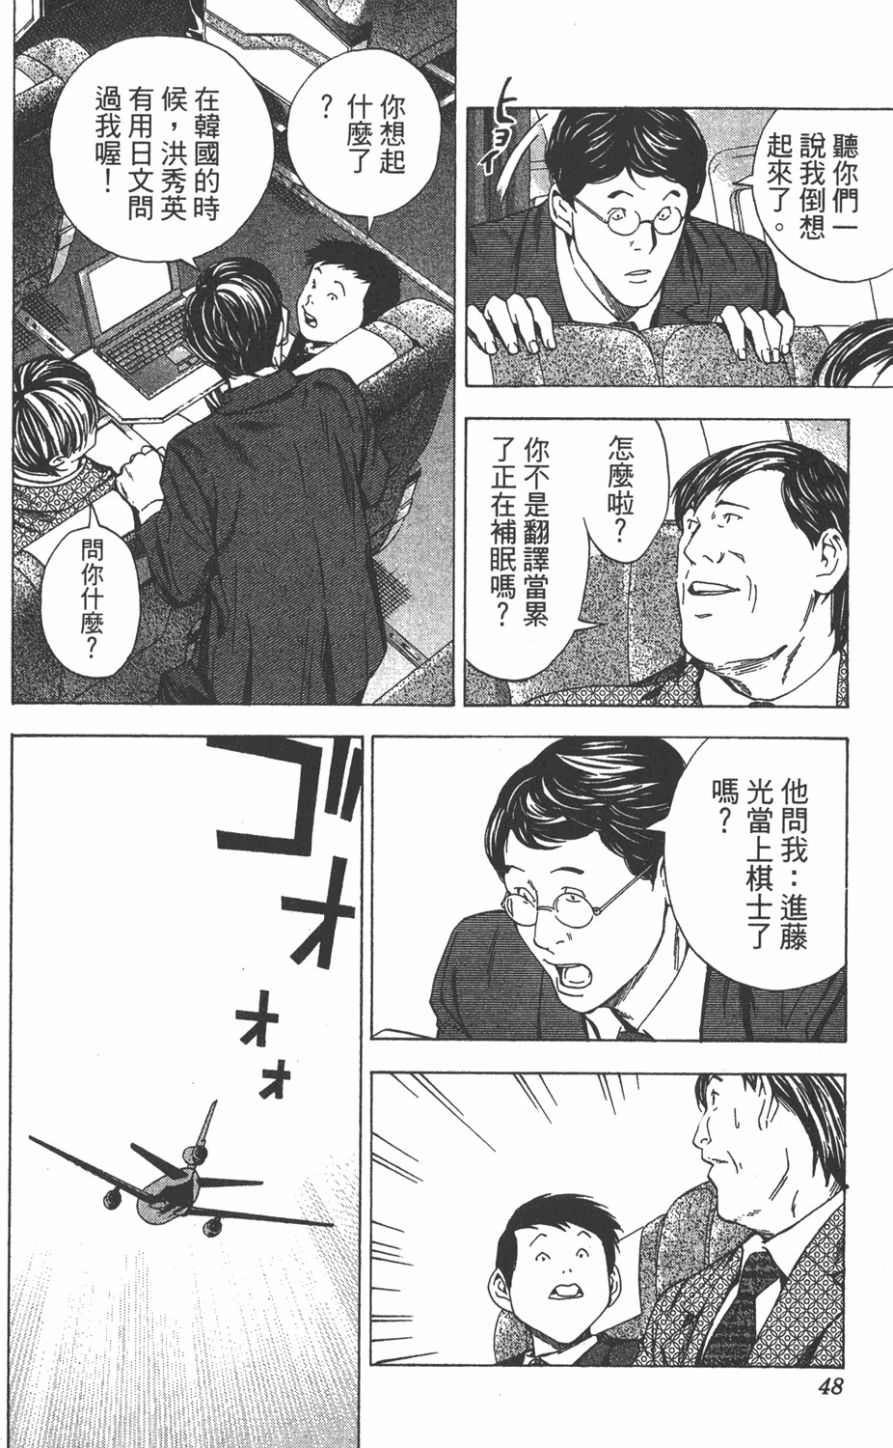 聽你們一
說我倒想
起來了。
ヒョイ
怎麼啦?
你不是翻譯當累
了正在補眠嗎?
你想起
什麼了
?
在韓國的時
候,洪秀英
有用日文問
過我喔!
問你什麼?
他問我:進藤
光當上棋士了
嗎?
ゴオオオ
48